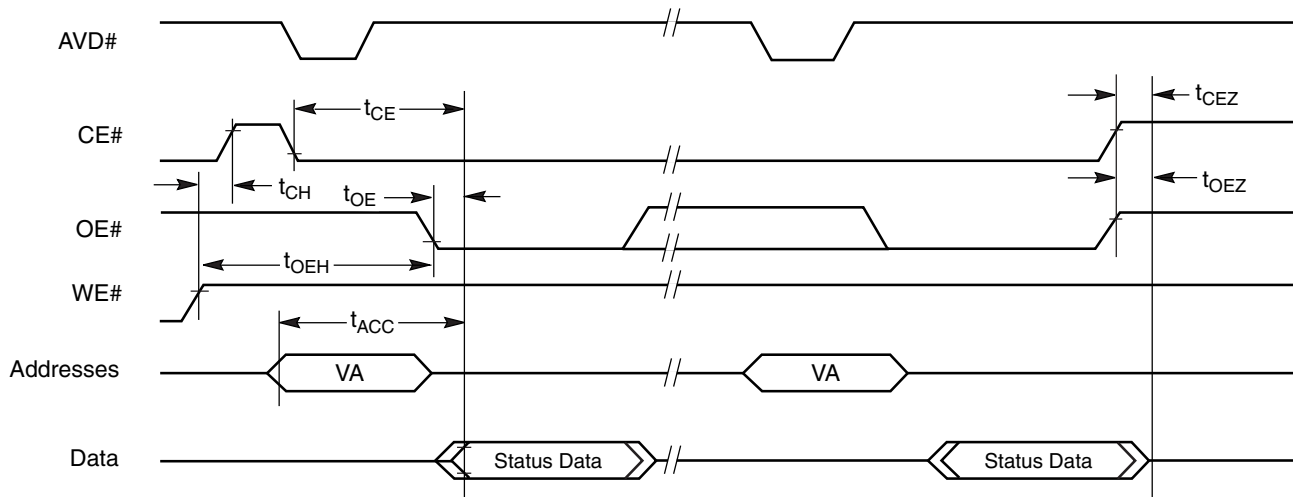 AVD#
tCE
tCEZ
CE#
tCH
tOE
tOEZ
OE#
tOEH
WE#
tACC
Addresses VA VA
Data Status Data Status Data